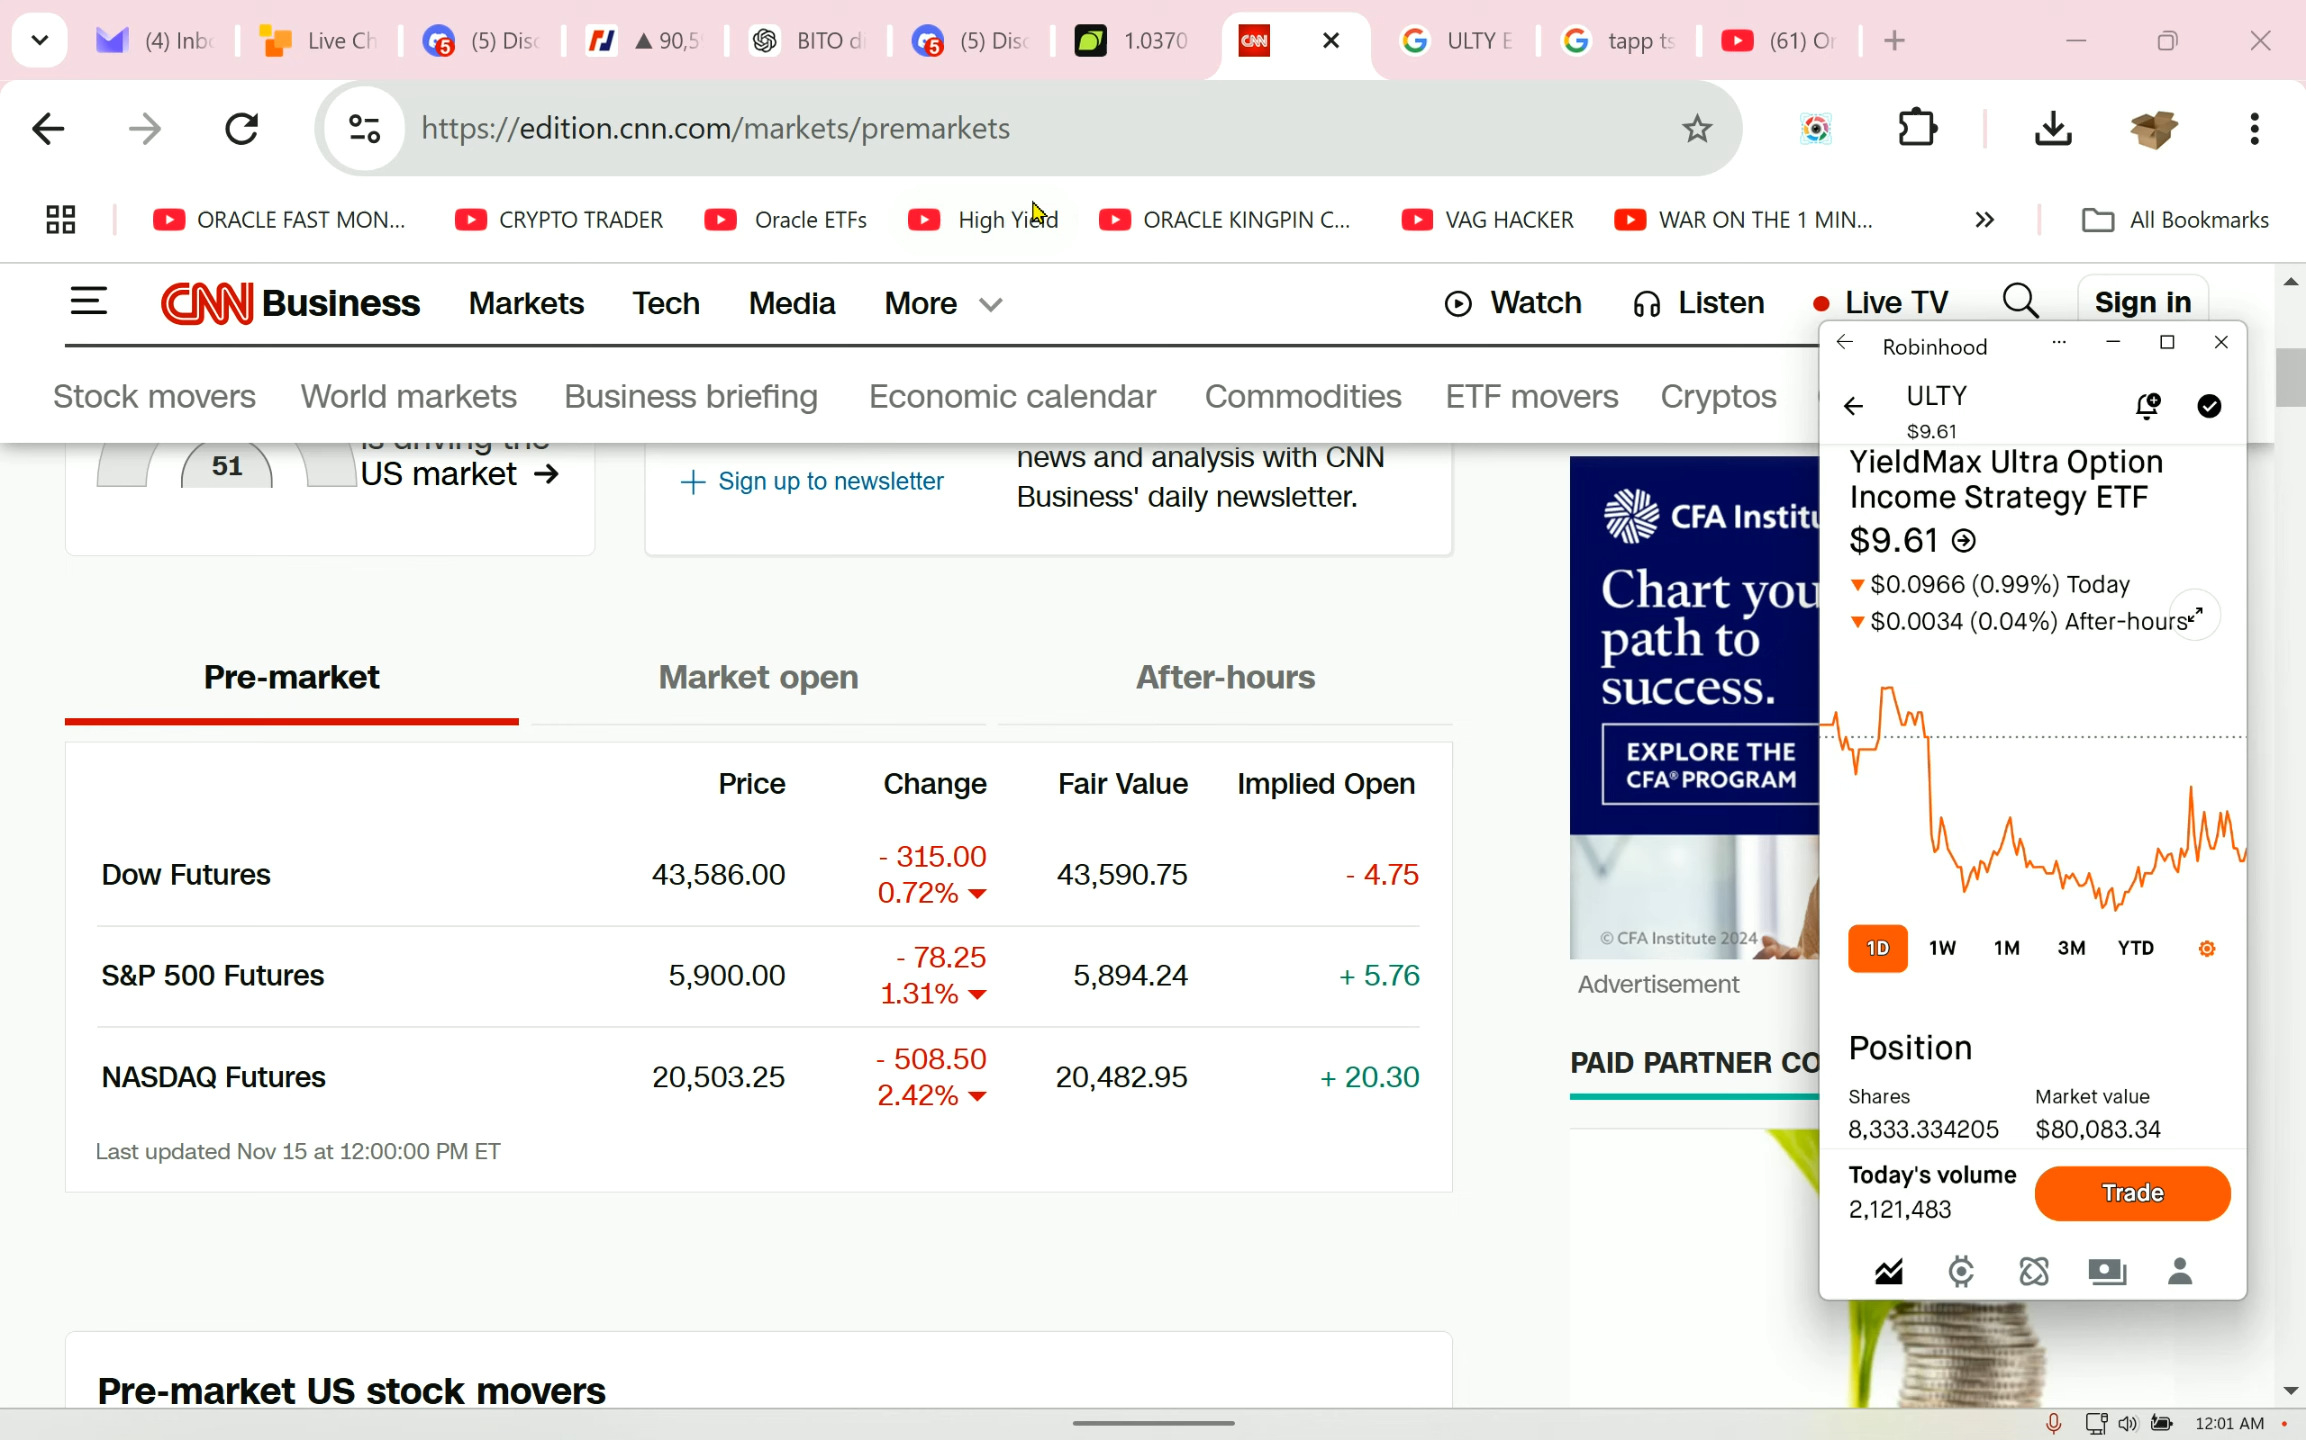 (4) Inb
Live Ch
(5) Disc
▲ 90,5
BITO di
(5) Disc
1.0370
CNN
ULTY E
tapp ts
(61) Or
https://edition.cnn.com/markets/premarkets
ORACLE FAST MON...
CRYPTO TRADER
Oracle ETFs
High Yield
ORACLE KINGPIN C...
VAG HACKER
WAR ON THE 1 MIN...
All Bookmarks
CNN Business
Markets
Tech
Media
More
Watch
Listen
Live TV
Sign in
Stock movers
World markets
Business briefing
Economic calendar
Commodities
ETF movers
Cryptos
51
is driving the
US market →
+ Sign up to newsletter
news and analysis with CNN
Business' daily newsletter.
Pre-market
Market open
After-hours
Price Change Fair Value Implied Open
Dow Futures 43,586.00 - 315.00 0.72% 43,590.75 - 4.75
S&P 500 Futures 5,900.00 - 78.25 1.31% 5,894.24 + 5.76
NASDAQ Futures 20,503.25 - 508.50 2.42% 20,482.95 + 20.30
Last updated Nov 15 at 12:00:00 PM ET
Pre-market US stock movers
CFA Institu
Chart you
path to
success.
EXPLORE THE
CFA® PROGRAM
© CFA Institute 2024
Advertisement
PAID PARTNER CO
Robinhood
ULTY
$9.61
YieldMax Ultra Option
Income Strategy ETF
$9.61
▼ $0.0966 (0.99%) Today
▼ $0.0034 (0.04%) After-hours
1D 1W 1M 3M YTD
Position
Shares Market value
8,333.334205 $80,083.34
Today's volume
2,121,483
Trade
12:01 AM